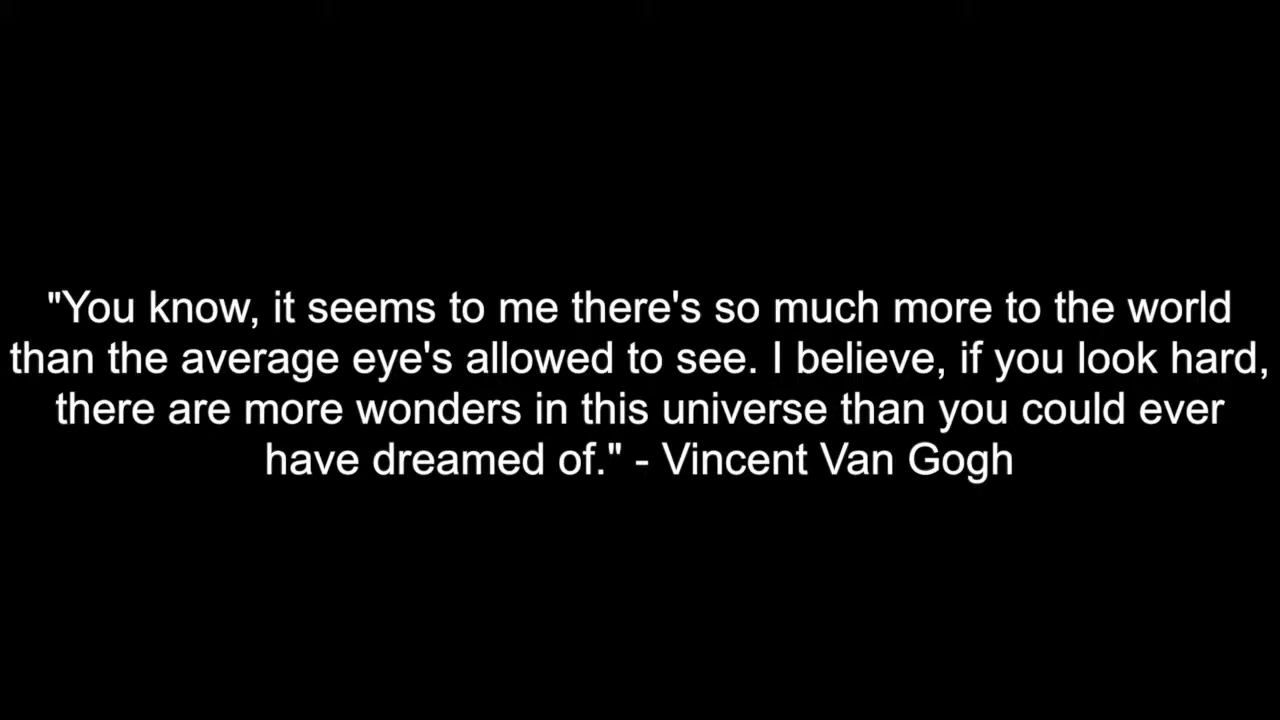 "You know, it seems to me there's so much more to the world
than the average eye's allowed to see. I believe, if you look hard,
there are more wonders in this universe than you could ever
have dreamed of." - Vincent Van Gogh